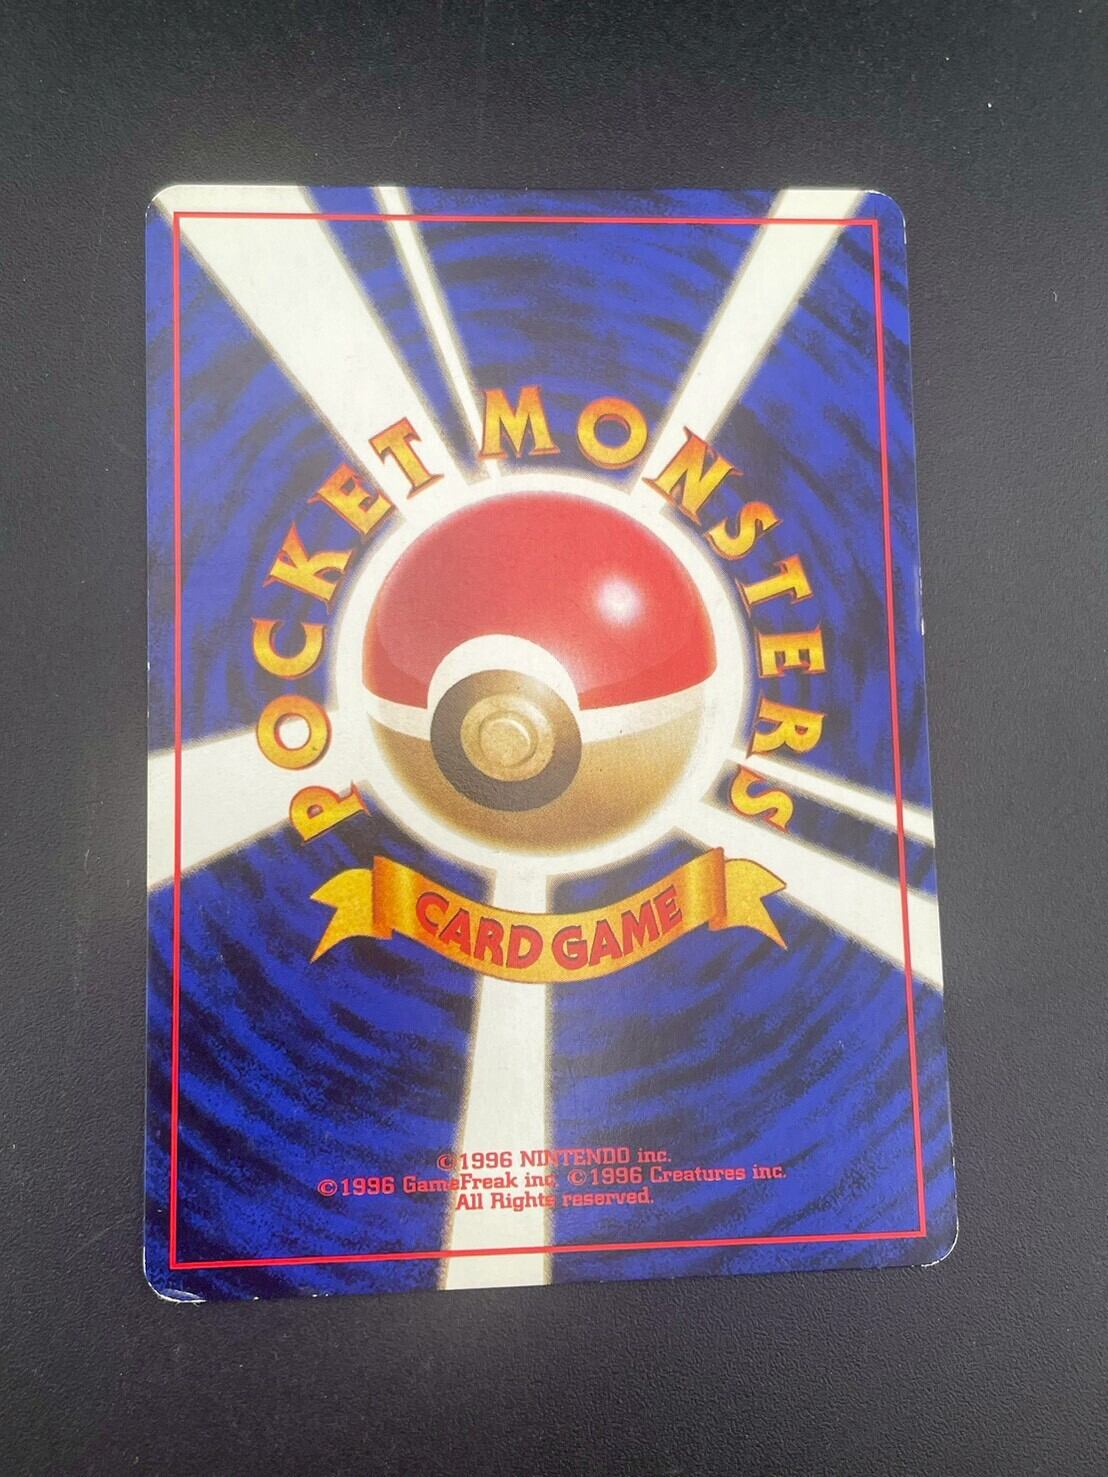 POCKET MONSTERS
CARD GAME
©1996 NINTENDO inc.
©1996 GameFreak inc. ©1996 Creatures inc.
All Rights reserved.